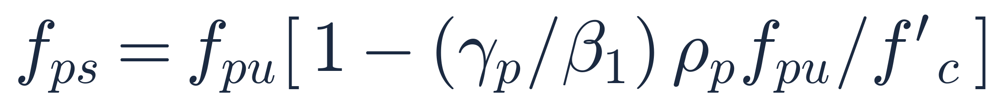 f_{ps} = f_{pu}[1 − (γ_p/β_1) ρ_p f_{pu}/f′_c]